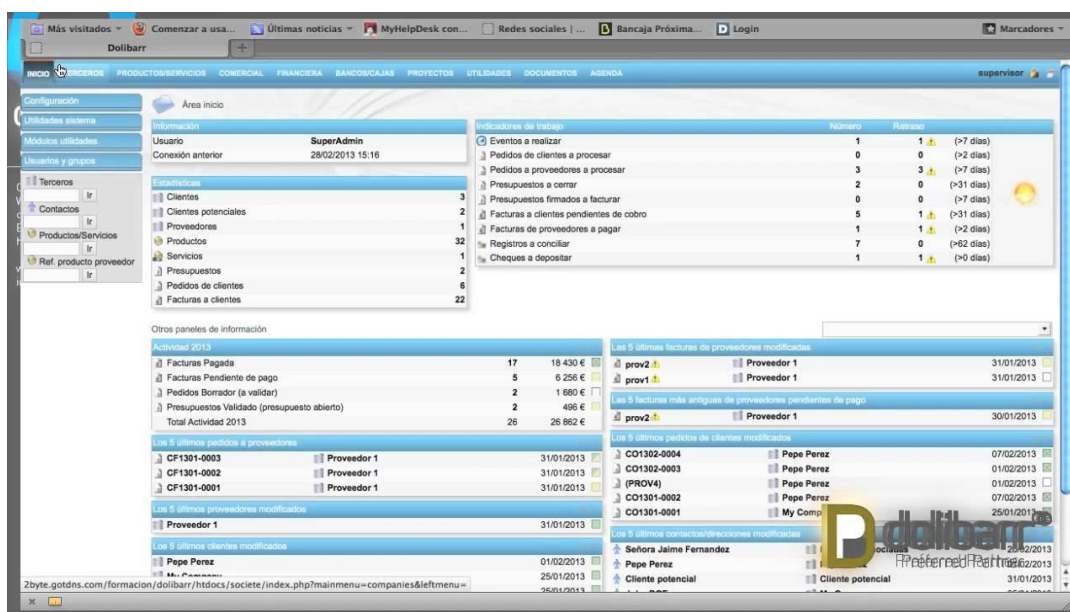 Más visitados Comenzar a usa... Últimas noticias MyHelpDesk con... Redes sociales | ... Bancaja Próxima... Login Marcadores
Dolibarr
INICIO TERCEROS PRODUCTOS/SERVICIOS COMERCIAL FINANCIERA BANCOS/CAJAS PROYECTOS UTILIDADES DOCUMENTOS AGENDA supervisor
Configuración
Utilidades sistema
Módulos utilidades
Usuarios y grupos
Terceros
Ir
Contactos
Ir
Productos/Servicios
Ir
Ref. producto proveedor
Ir
Área inicio
Información
Usuario SuperAdmin
Conexión anterior 28/02/2013 15:16
Estadísticas
Clientes 3
Clientes potenciales 2
Proveedores 1
Productos 32
Servicios 1
Presupuestos 2
Pedidos de clientes 6
Facturas a clientes 22
Indicadores de trabajo Número Retraso
Eventos a realizar 1 1 (>7 días)
Pedidos de clientes a procesar 0 0 (>2 días)
Pedidos a proveedores a procesar 3 3 (>7 días)
Presupuestos a cerrar 2 0 (>31 días)
Presupuestos firmados a facturar 0 0 (>7 días)
Facturas a clientes pendientes de cobro 5 1 (>31 días)
Facturas de proveedores a pagar 1 1 (>2 días)
Registros a conciliar 7 0 (>62 días)
Cheques a depositar 1 1 (>0 días)
Otros paneles de información
Actividad 2013
Facturas Pagada 17 18 430 €
Facturas Pendiente de pago 5 6 256 €
Pedidos Borrador (a validar) 2 1 680 €
Presupuestos Validado (presupuesto abierto) 2 496 €
Total Actividad 2013 26 26 862 €
Los 5 últimos pedidos a proveedores
CF1301-0003 Proveedor 1 31/01/2013
CF1301-0002 Proveedor 1 31/01/2013
CF1301-0001 Proveedor 1 31/01/2013
Los 5 últimos proveedores modificados
Proveedor 1 31/01/2013
Los 5 últimos clientes modificados
Pepe Perez 01/02/2013
My Company 25/01/2013
25/01/2013
Las 5 últimas facturas de proveedores modificadas
prov2 Proveedor 1 31/01/2013
prov1 Proveedor 1 31/01/2013
Las 5 facturas más antiguas de proveedores pendientes de pago
prov2 Proveedor 1 30/01/2013
Los 5 últimos pedidos de clientes modificados
CO1302-0004 Pepe Perez 07/02/2013
CO1302-0003 Pepe Perez 01/02/2013
(PROV4) Pepe Perez 01/02/2013
CO1301-0002 Pepe Perez 07/02/2013
CO1301-0001 My Comp 25/01/2013
Los 5 últimos contactos/direcciones modificadas
Señora Jaime Fernandez
Pepe Perez
Cliente potencial Cliente potencial 31/01/2013
dolibarr
Preferred Partner
2byte.gotdns.com/formacion/dolibarr/htdocs/societe/index.php?mainmenu=companies&leftmenu=